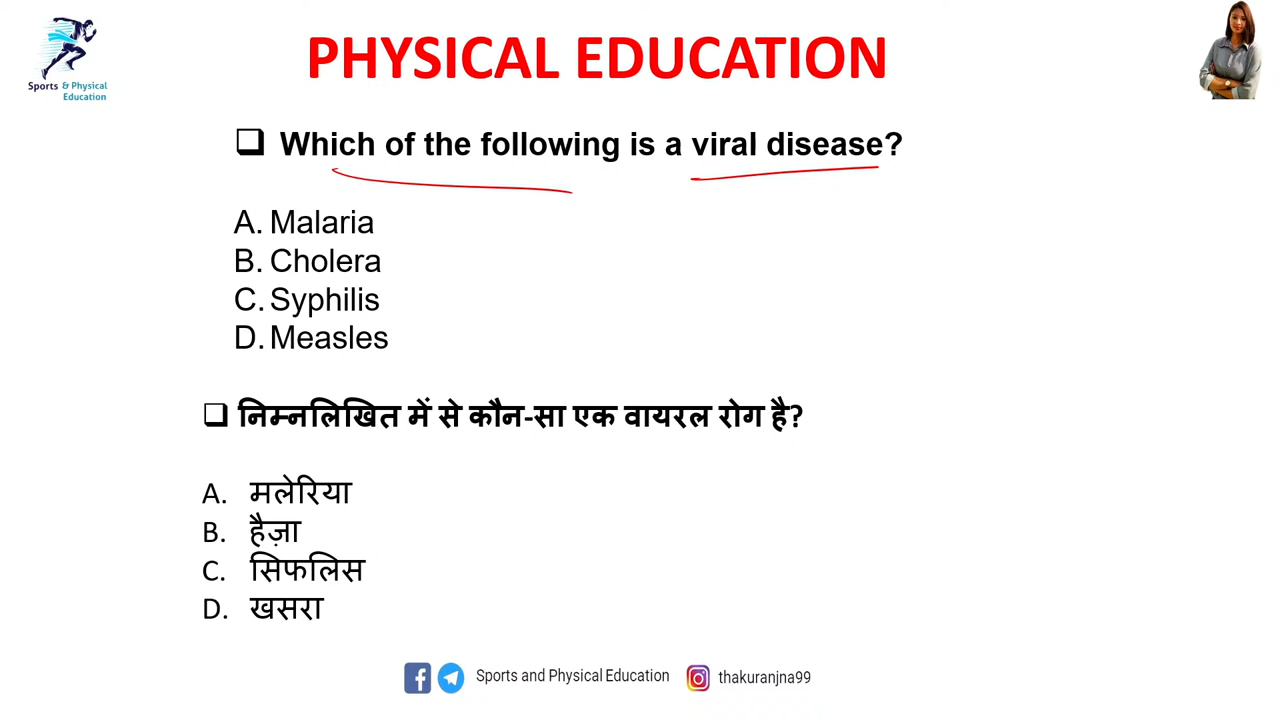 PHYSICAL EDUCATION
Sports & Physical
Education
❑ Which of the following is a viral disease?
A. Malaria
B. Cholera
C. Syphilis
D. Measles
❑ निम्नलिखित में से कौन-सा एक वायरल रोग है?
A. मलेरिया
B. हैज़ा
C. सिफलिस
D. खसरा
Sports and Physical Education thakuranjna99